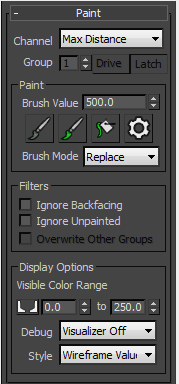 - Paint
Channel Max Distance
Group 1 Drive Latch
Paint
Brush Value 500.0
Brush Mode Replace
Filters
Ignore Backfacing
Ignore Unpainted
Overwrite Other Groups
Display Options
Visible Color Range
0.0 to 250.0
Debug Visualizer Off
Style Wireframe Valu